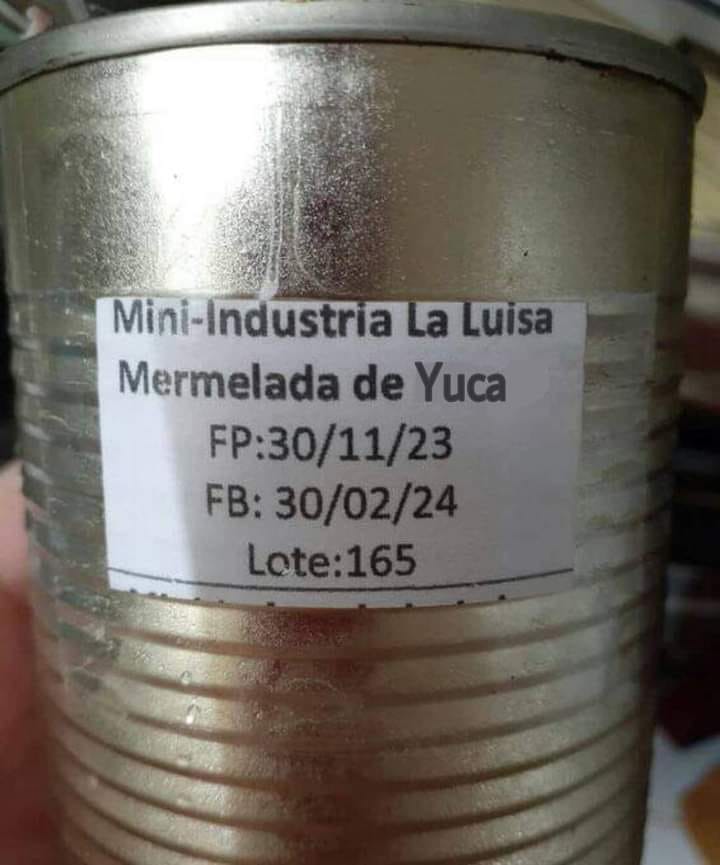 Mini-Industria La Luisa
Mermelada de Yuca
FP:30/11/23
FB: 30/02/24
Lote:165